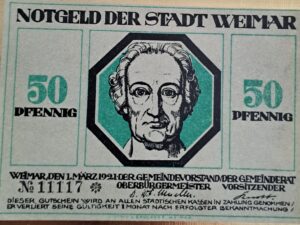 NOTGELD DER STADT WEIMAR
50
PFENNIG
50
PFENNIG
WEIMAR, DEN 1. MÄRZ 1921 · DER GEMEINDEVORSTAND · DER GEMEINDERAT
№ 11117 OBERBÜRGERMEISTER VORSITZENDER
DIESER GUTSCHEIN WIRD AN ALLEN STÄDTISCHEN KASSEN IN ZAHLUNG GENOMMEN/
ER VERLIERT SEINE GÜLTIGKEIT 1 MONAT NACH ERFOLGTER BEKANNTMACHUNG/